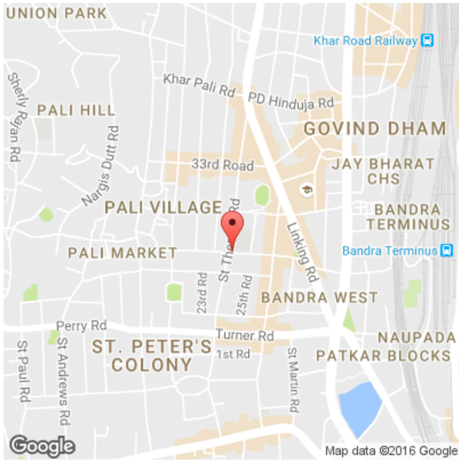 UNION PARK
Khar Road Railway
Khar Pali Rd
PD Hinduja Rd
Sherly Rajan Rd
PALI HILL
Nargis Dutt Rd
GOVIND DHAM
33rd Road
JAY BHARAT
CHS
PALI VILLAGE
BANDRA
TERMINUS
Linking Rd
St The
Rd
PALI MARKET
Bandra Terminus
23rd Rd
25th Rd
BANDRA WEST
Perry Rd
Turner Rd
NAUPADA
PATKAR BLOCKS
ST. PETER'S
COLONY
1st Rd
St Paul Rd
St Andrews Rd
St Martin Rd
Google
Map data ©2016 Google